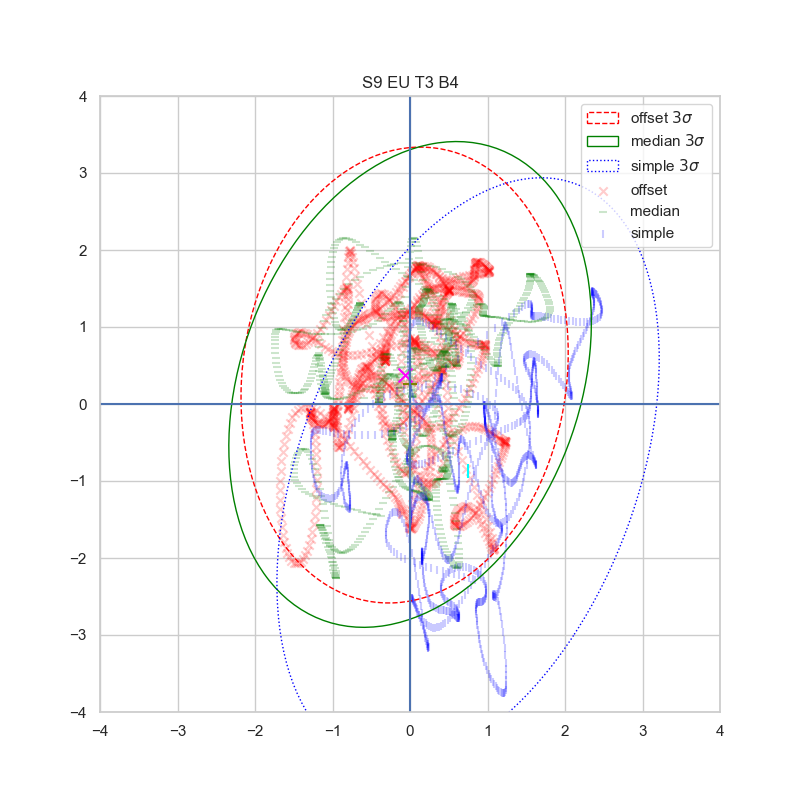 S9 EU T3 B4
offset 3σ
median 3σ
simple 3σ
offset
median
simple
4
3
2
1
0
−1
−2
−3
−4
−4 −3 −2 −1 0 1 2 3 4